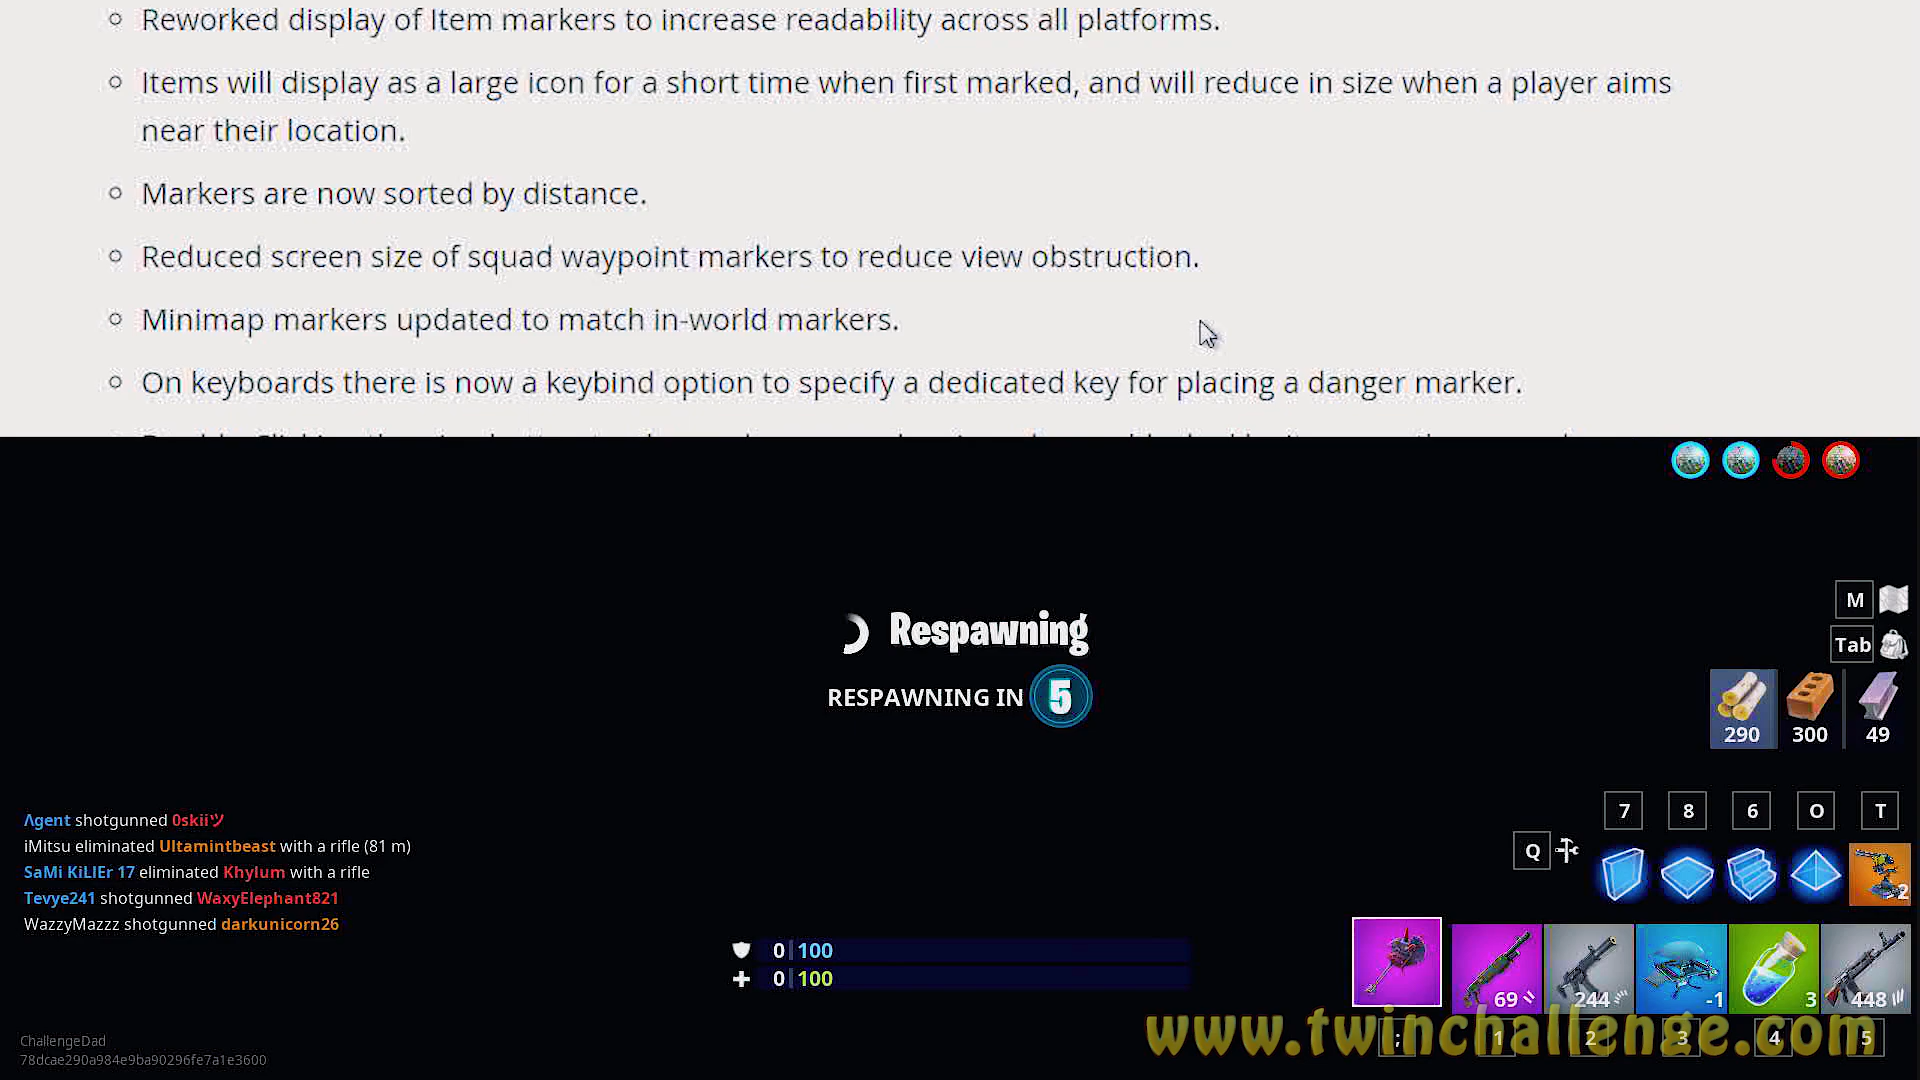 Reworked display of Item markers to increase readability across all platforms.
Items will display as a large icon for a short time when first marked, and will reduce in size when a player aims
near their location.
Markers are now sorted by distance.
Reduced screen size of squad waypoint markers to reduce view obstruction.
Minimap markers updated to match in-world markers.
On keyboards there is now a keybind option to specify a dedicated key for placing a danger marker.
M
Respawning
Tab
RESPAWNING IN 5
290 300 49
7 8 6 O T
Λgent shotgunned 0skiiツ
iMitsu eliminated Ultamintbeast with a rifle (81 m)
Q
SaMi KiLlEr 17 eliminated Khylum with a rifle
2
Tevye241 shotgunned WaxyElephant821
WazzyMazzz shotgunned darkunicorn26
0 | 100
0 | 100
69 244 -1 3 448
www.twinchallenge.com
; 1 2 3 4 5
ChallengeDad
78dcae290a984e9ba90296fe7a1e3600